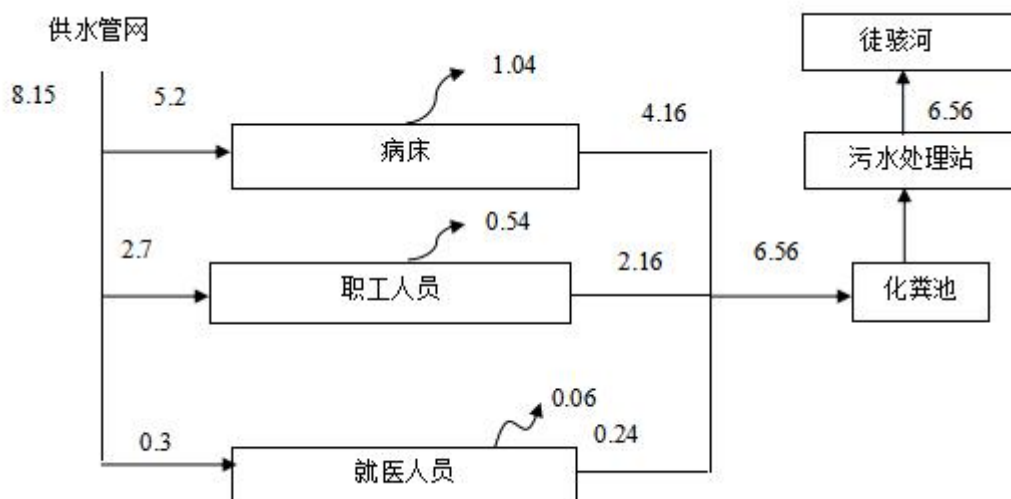 供水管网
徒骇河
8.15
5.2
1.04
4.16
6.56
病床
污水处理站
2.7
0.54
2.16
6.56
职工人员
化粪池
0.3
0.06
0.24
就医人员